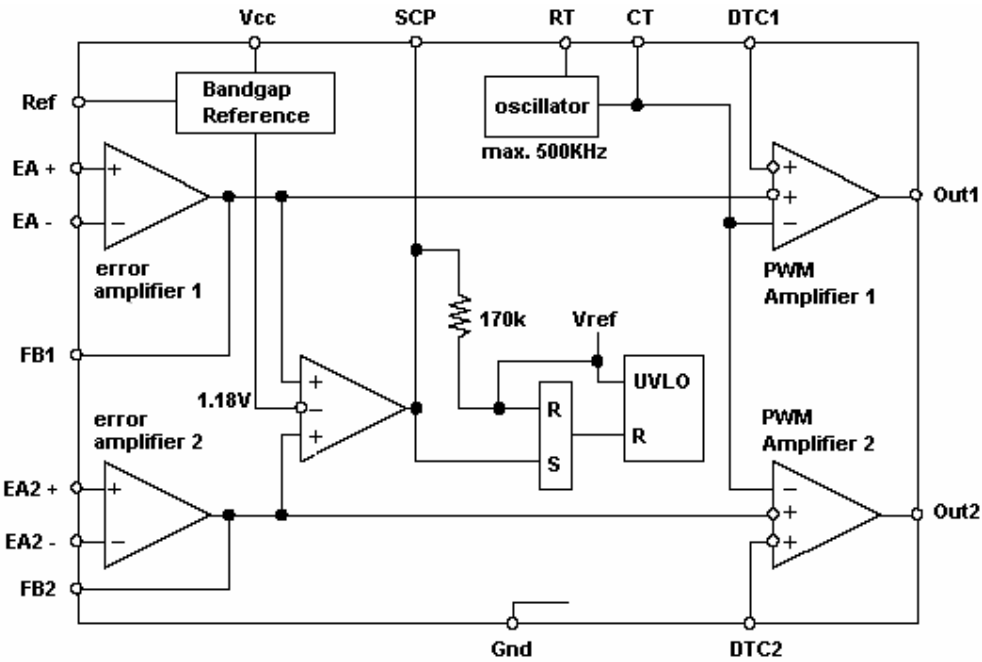 Vcc
SCP
RT
CT
DTC1
Ref
Bandgap
Reference
oscillator
max. 500KHz
EA +
+
+
+
Out1
EA -
−
−
error
amplifier 1
PWM
Amplifier 1
170k
Vref
FB1
UVLO
+
1.18V
−
R
error
amplifier 2
+
R
PWM
Amplifier 2
S
EA2 +
+
−
+
Out2
EA2 -
−
+
FB2
Gnd
DTC2